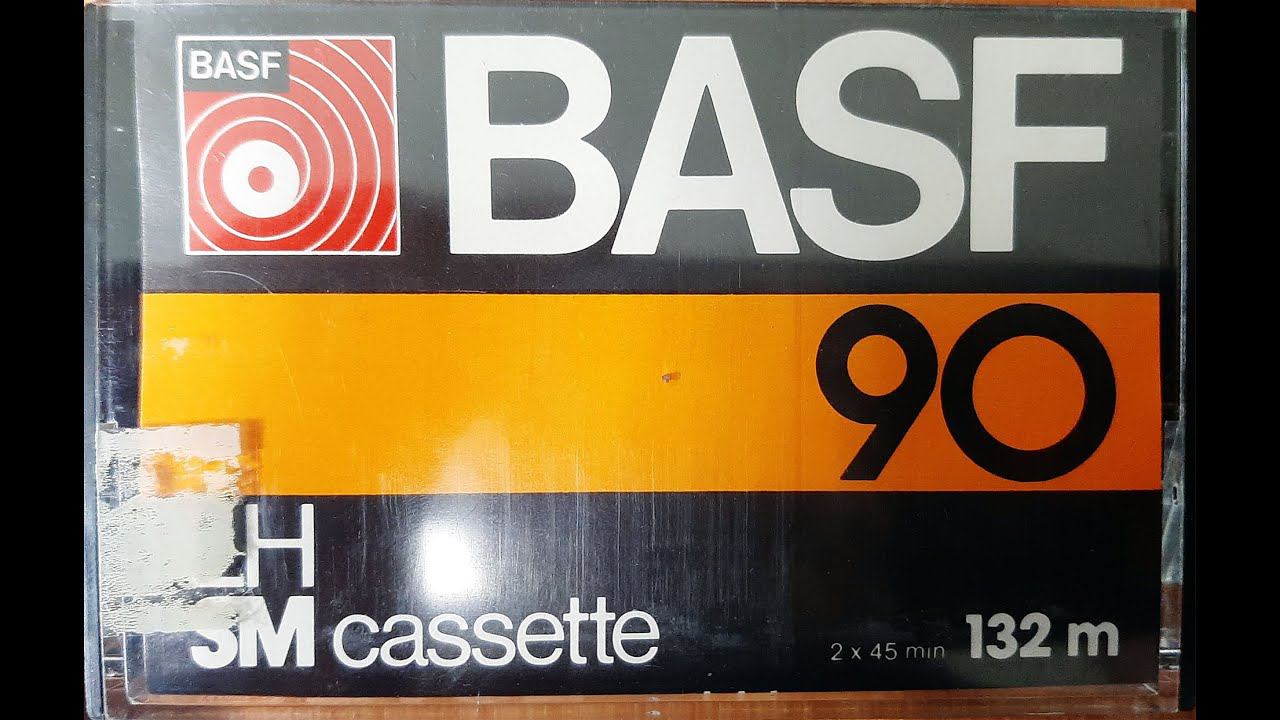 BASF
BASF
90
LH
SM cassette
2 x 45 min 132 m